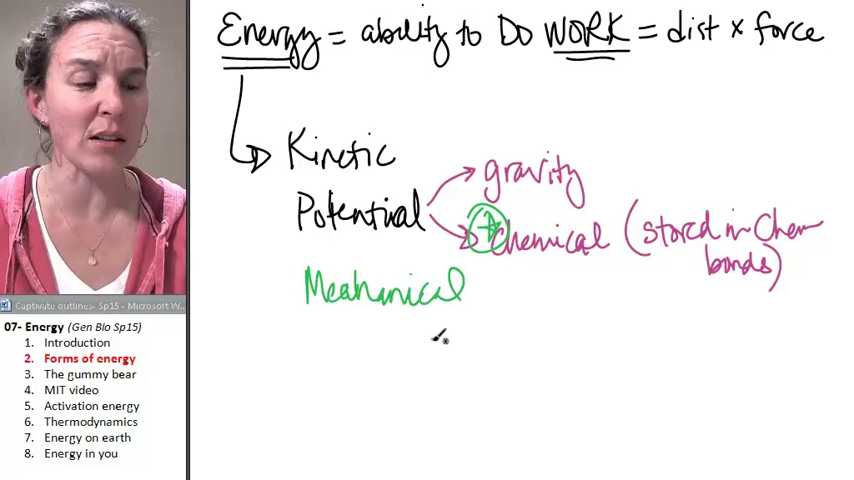 Energy = ability to Do WORK = dist x force
Kinetic
Potential
gravity
chemical (stored in Chem
bonds)
Meahanical
Captivate outlines- Sp15 - Microsoft W...
07- Energy (Gen Bio Sp15)
1. Introduction
2. Forms of energy
3. The gummy bear
4. MIT video
5. Activation energy
6. Thermodynamics
7. Energy on earth
8. Energy in you